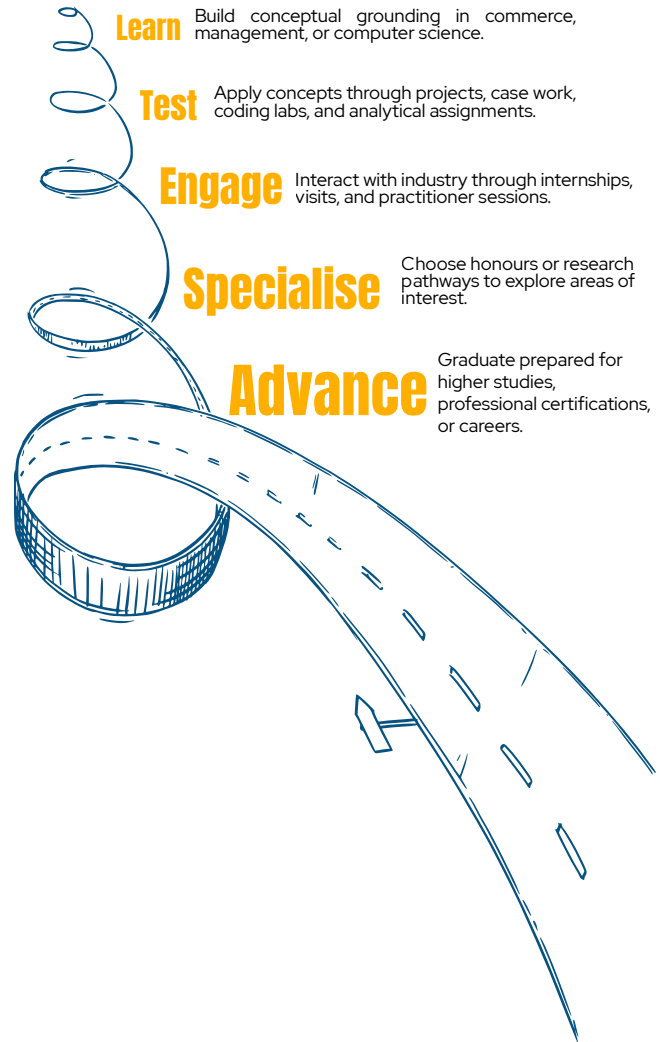 Learn
Build conceptual grounding in commerce,
management, or computer science.
Test
Apply concepts through projects, case work,
coding labs, and analytical assignments.
Engage
Interact with industry through internships,
visits, and practitioner sessions.
Specialise
Choose honours or research
pathways to explore areas of
interest.
Advance
Graduate prepared for
higher studies,
professional certifications,
or careers.